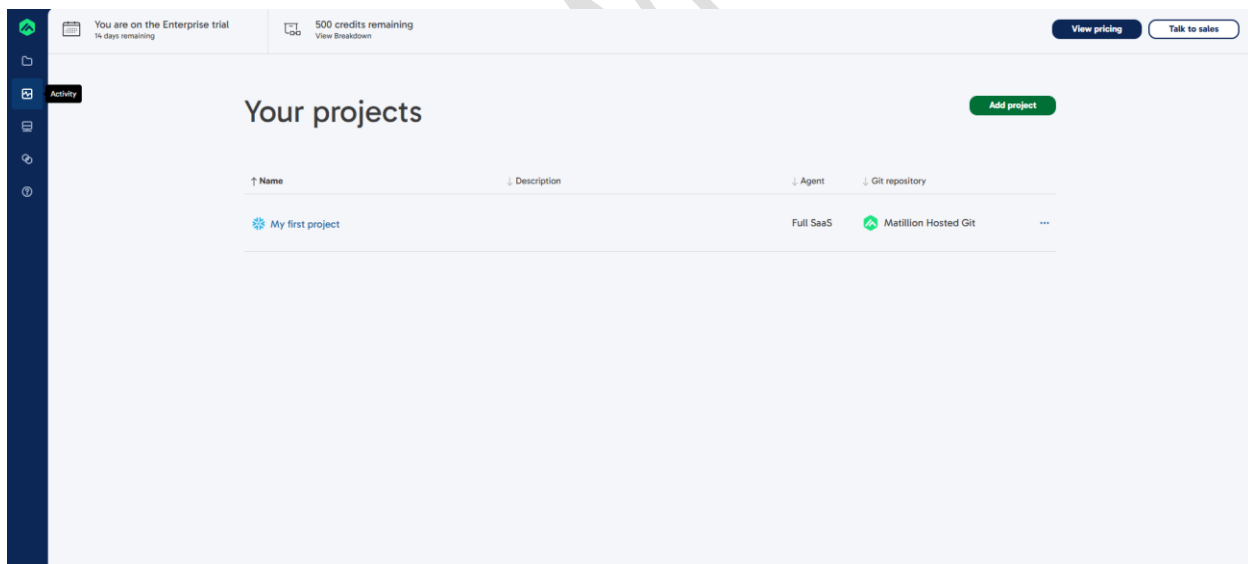 You are on the Enterprise trial
14 days remaining
500 credits remaining
View Breakdown
View pricing
Talk to sales
Activity
Your projects
Add project
↑ Name ↓ Description ↓ Agent ↓ Git repository
My first project Full SaaS Matillion Hosted Git ...